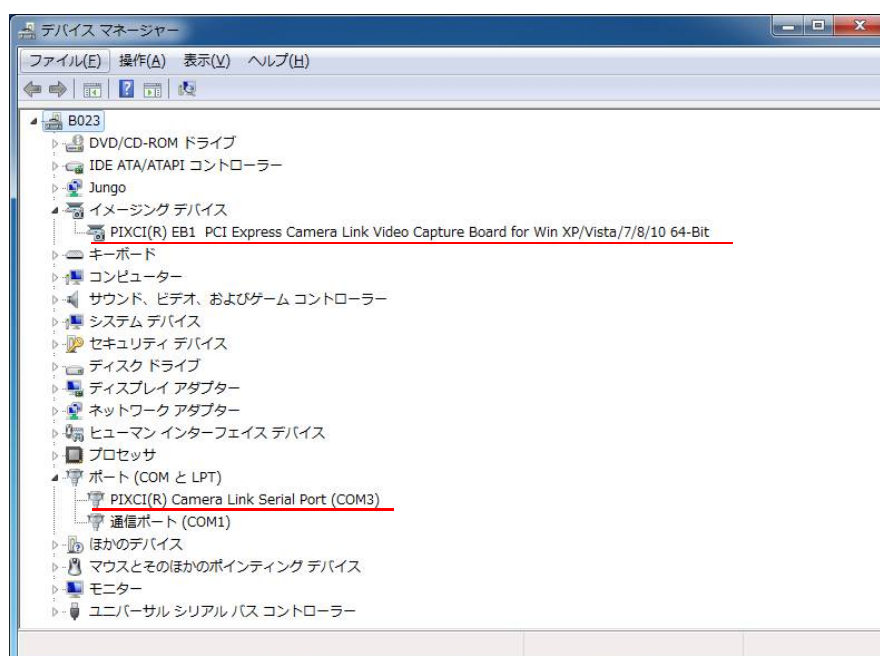 デバイス マネージャー
ファイル(F) 操作(A) 表示(V) ヘルプ(H)
B023
DVD/CD-ROM ドライブ
IDE ATA/ATAPI コントローラー
Jungo
イメージング デバイス
PIXCI(R) EB1 PCI Express Camera Link Video Capture Board for Win XP/Vista/7/8/10 64-Bit
キーボード
コンピューター
サウンド、ビデオ、およびゲーム コントローラー
システム デバイス
セキュリティ デバイス
ディスク ドライブ
ディスプレイ アダプター
ネットワーク アダプター
ヒューマン インターフェイス デバイス
プロセッサ
ポート (COM と LPT)
PIXCI(R) Camera Link Serial Port (COM3)
通信ポート (COM1)
ほかのデバイス
マウスとそのほかのポインティング デバイス
モニター
ユニバーサル シリアル バス コントローラー